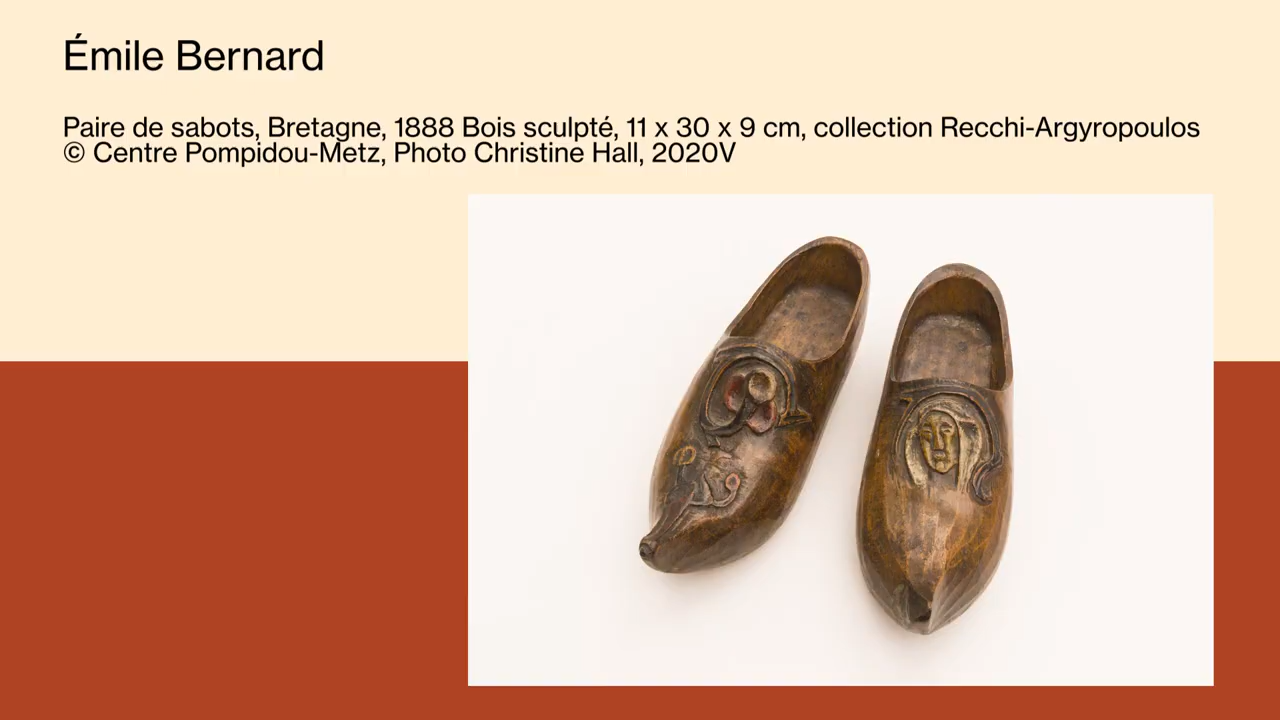 Émile Bernard
Paire de sabots, Bretagne, 1888 Bois sculpté, 11 x 30 x 9 cm, collection Recchi-Argyropoulos
© Centre Pompidou-Metz, Photo Christine Hall, 2020V